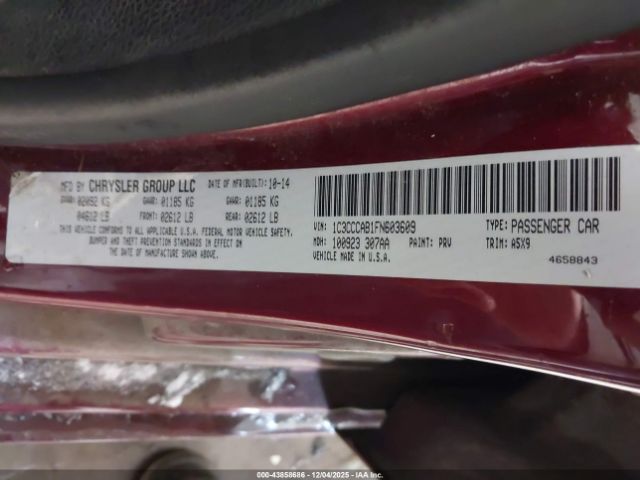 MFD BY CHRYSLER GROUP LLC DATE OF MFR(BUILT): 10-14
GVWR: 02092 KG GAWR: 01185 KG GAWR: 01185 KG
04612 LB FRONT: 02612 LB REAR: 02612 LB
THIS VEHICLE CONFORMS TO ALL APPLICABLE U.S.A. FEDERAL MOTOR VEHICLE SAFETY,
BUMPER AND THEFT PREVENTION STANDARDS IN EFFECT ON
THE DATE OF MANUFACTURE SHOWN ABOVE.
VIN: 1C3CCCAB1FN603609 TYPE: PASSENGER CAR
MDH: 100923 307AA PAINT: PRV TRIM: A5X9
VEHICLE MADE IN U.S.A.
4658843
000-43858686 - 12/04/2025 - IAAI.com